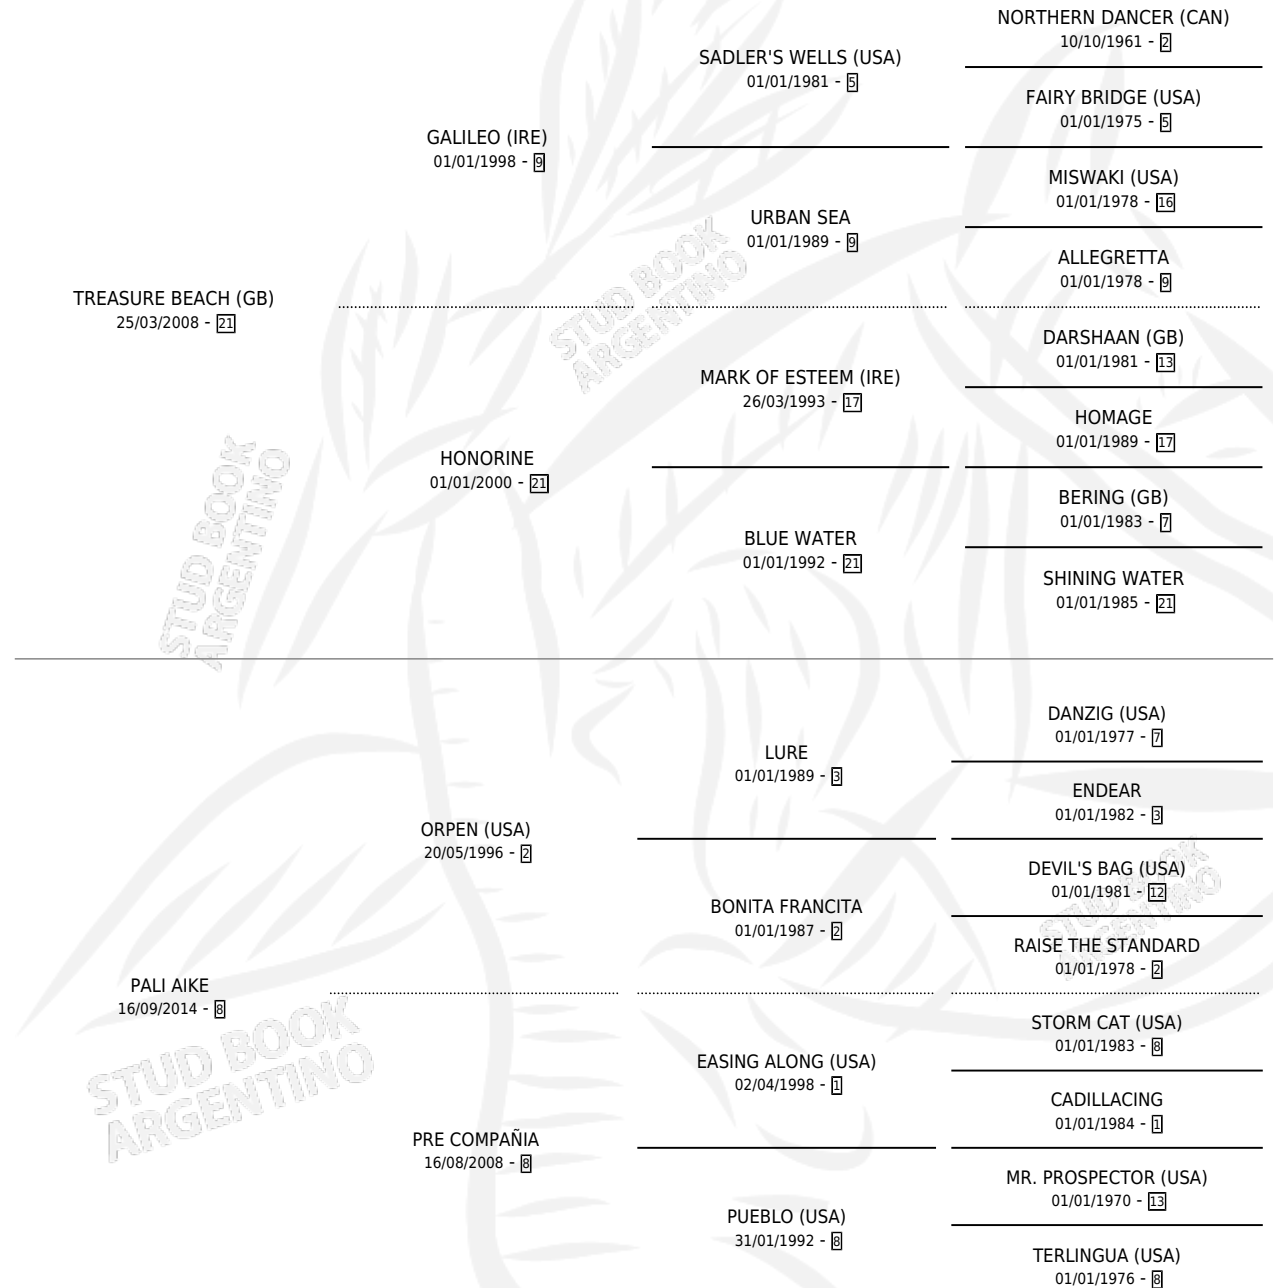 NORTHERN DANCER (CAN)
10/10/1961 - 2
SADLER'S WELLS (USA)
01/01/1981 - 5
FAIRY BRIDGE (USA)
01/01/1975 - 5
GALILEO (IRE)
01/01/1998 - 9
MISWAKI (USA)
01/01/1978 - 16
URBAN SEA
01/01/1989 - 9
ALLEGRETTA
01/01/1978 - 9
TREASURE BEACH (GB)
25/03/2008 - 21
DARSHAAN (GB)
01/01/1981 - 13
MARK OF ESTEEM (IRE)
26/03/1993 - 17
HOMAGE
01/01/1989 - 17
HONORINE
01/01/2000 - 21
BERING (GB)
01/01/1983 - 7
BLUE WATER
01/01/1992 - 21
SHINING WATER
01/01/1985 - 21
DANZIG (USA)
01/01/1977 - 7
LURE
01/01/1989 - 3
ENDEAR
01/01/1982 - 3
ORPEN (USA)
20/05/1996 - 2
DEVIL'S BAG (USA)
01/01/1981 - 12
BONITA FRANCITA
01/01/1987 - 2
RAISE THE STANDARD
01/01/1978 - 2
PALI AIKE
16/09/2014 - 8
STORM CAT (USA)
01/01/1983 - 8
EASING ALONG (USA)
02/04/1998 - 1
CADILLACING
01/01/1984 - 1
PRE COMPAÑIA
16/08/2008 - 8
MR. PROSPECTOR (USA)
01/01/1970 - 13
PUEBLO (USA)
31/01/1992 - 8
TERLINGUA (USA)
01/01/1976 - 8
STUD BOOK
ARGENTINO
STUD BOOK
ARGENTINO
STUD BOOK
ARGENTINO
STUD BOOK
ARGENTINO